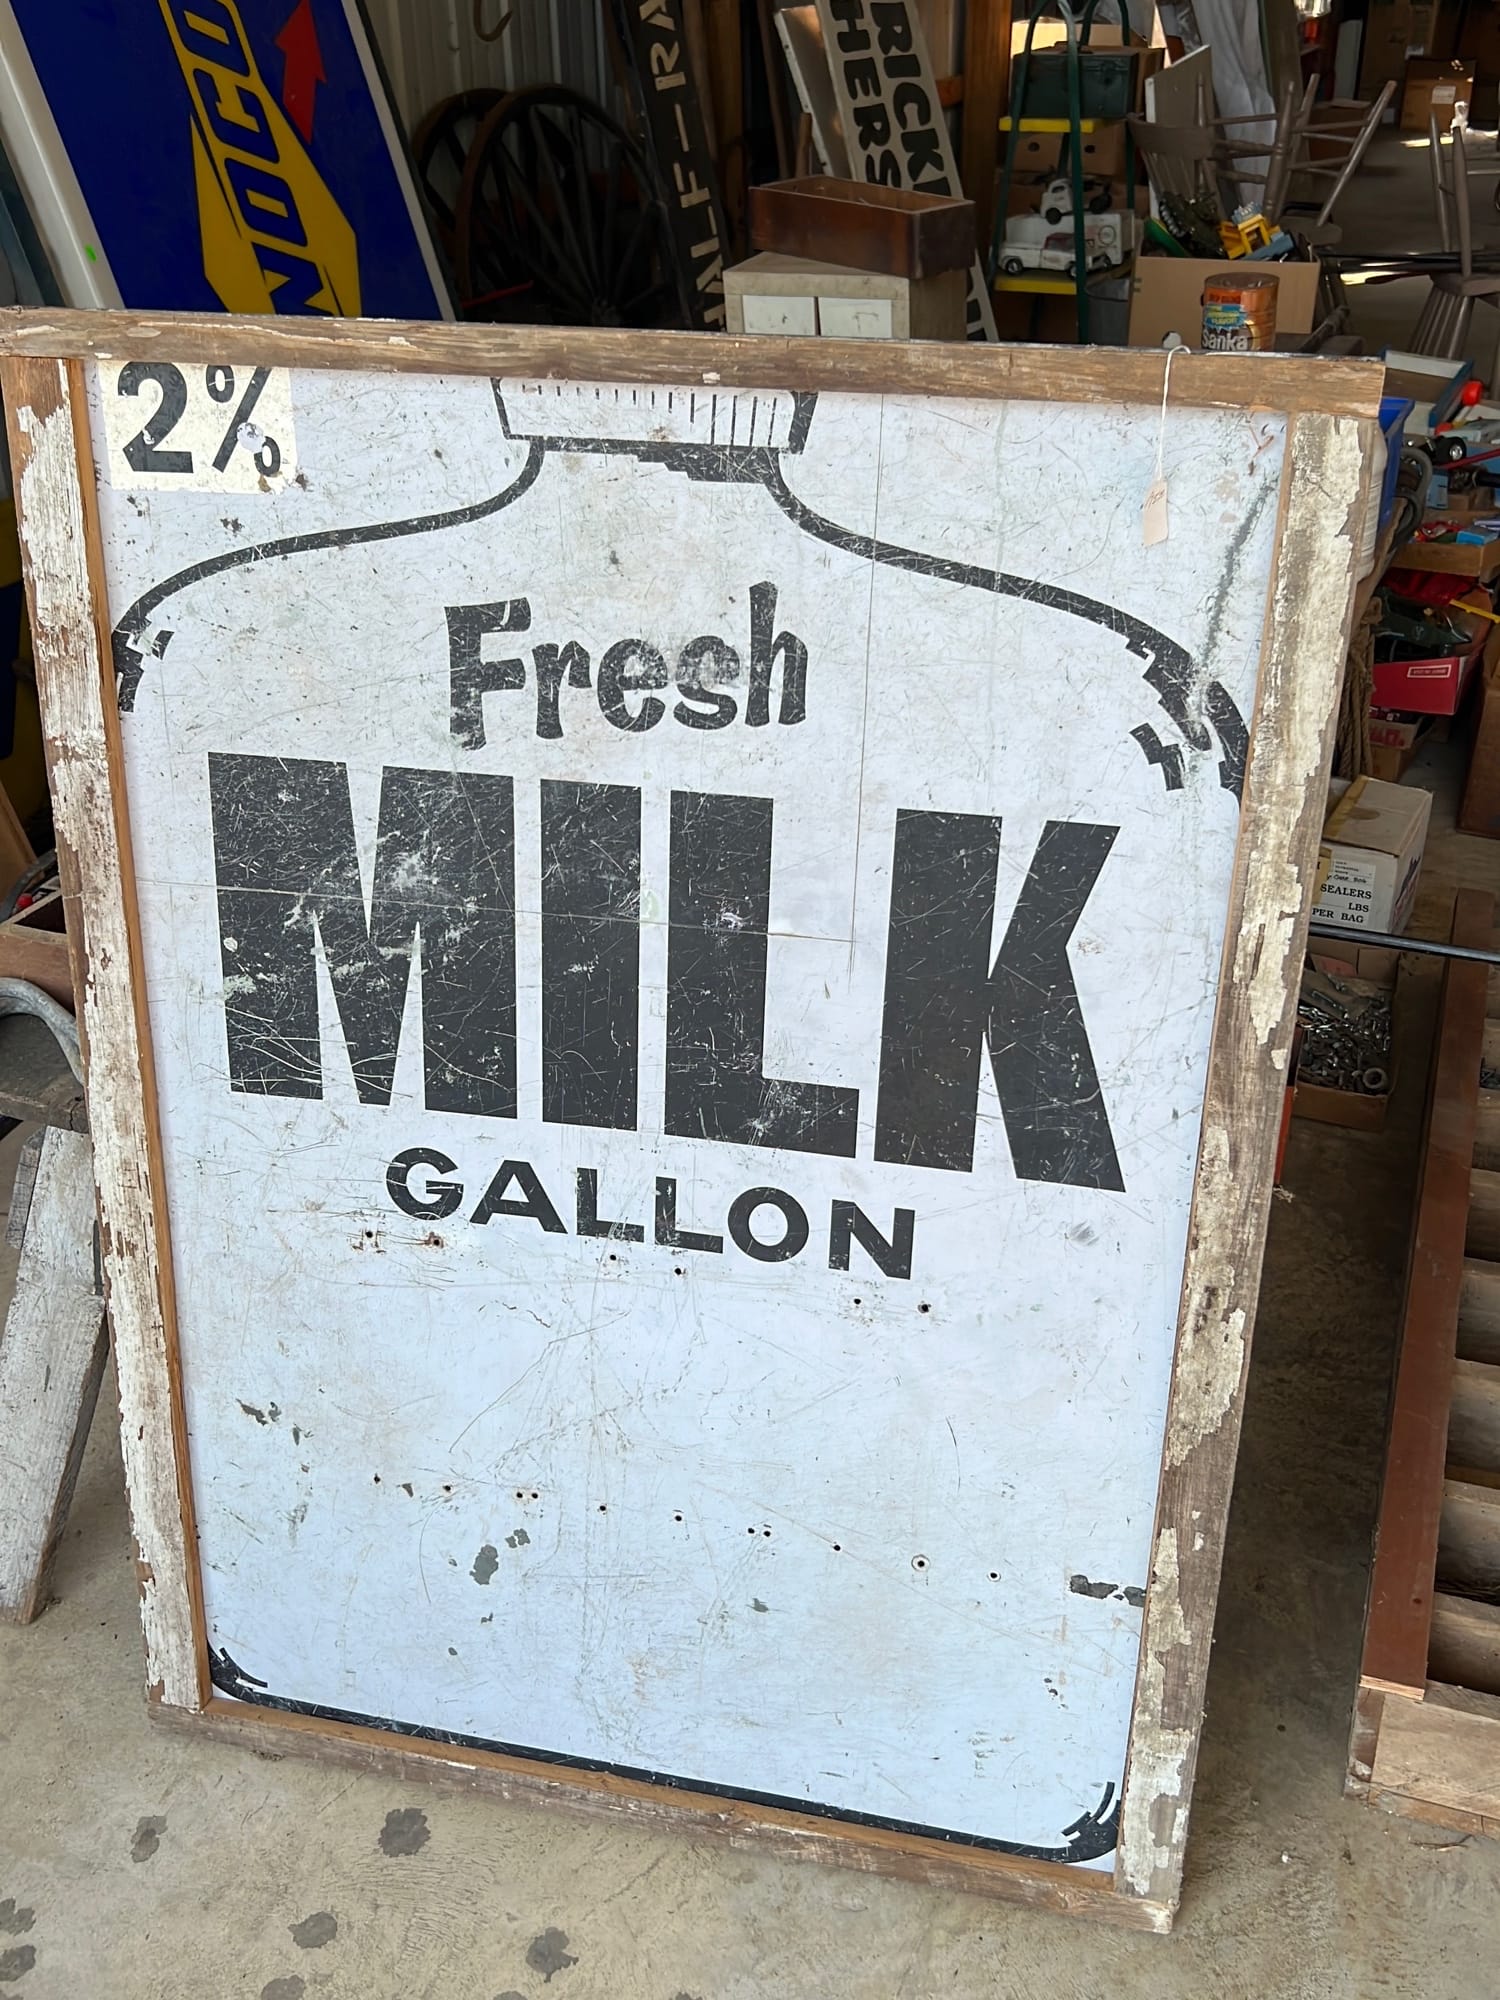 2%
Fresh
MILK
GALLON
Sanka
SEALERS
LBS
PER BAG